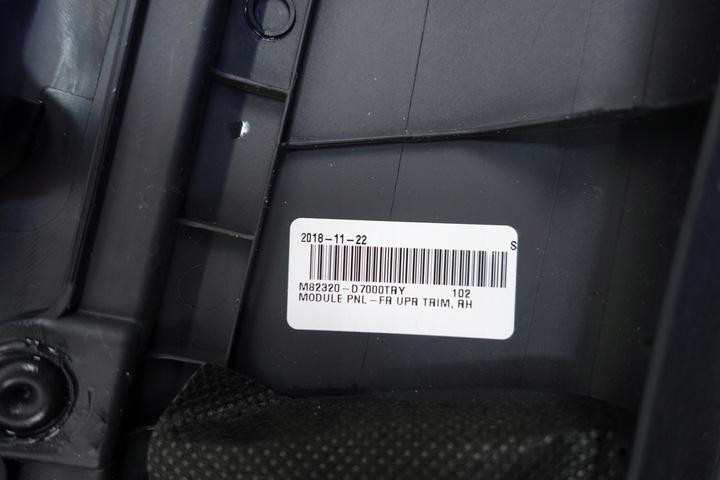 2018-11-22 S
M82320-D7000TRY 102
MODULE PNL-FR UPR TRIM, RH